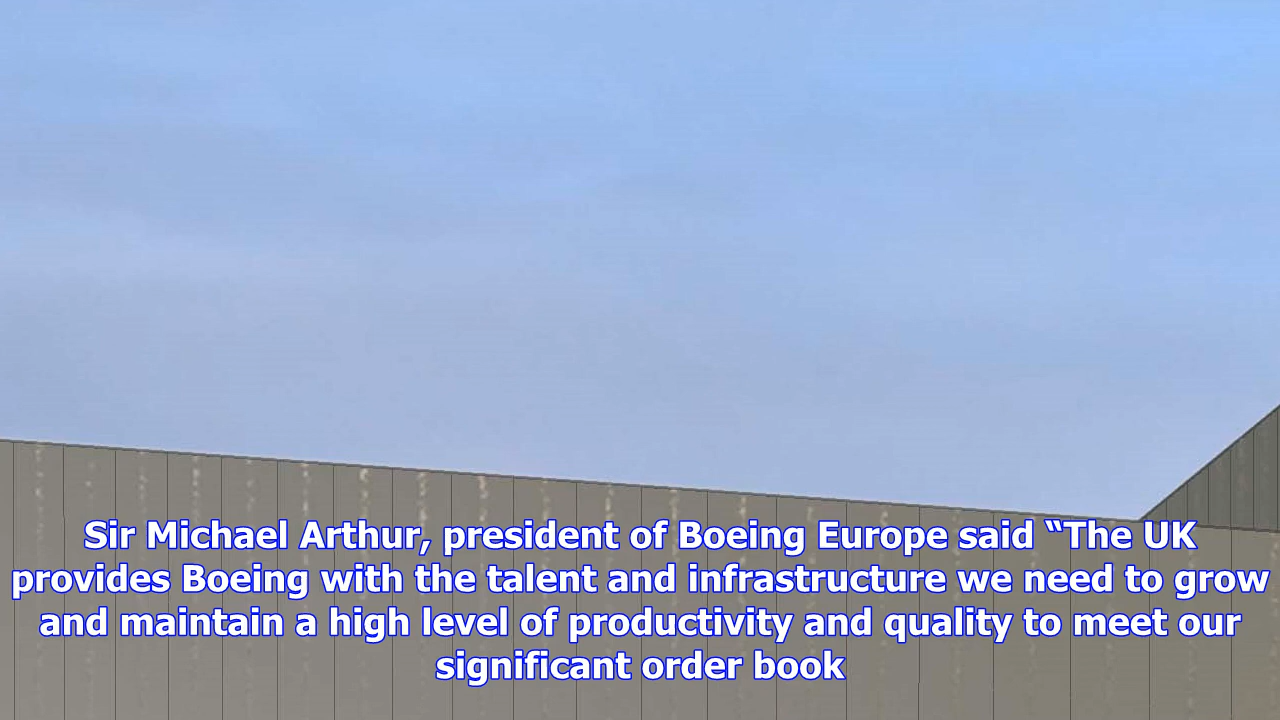 Sir Michael Arthur, president of Boeing Europe said “The UK
provides Boeing with the talent and infrastructure we need to grow
and maintain a high level of productivity and quality to meet our
significant order book